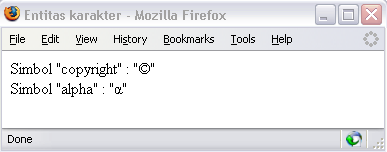 Entitas karakter - Mozilla Firefox
File Edit View History Bookmarks Tools Help
Simbol "copyright" : "©"
Simbol "alpha" : "α"
Done